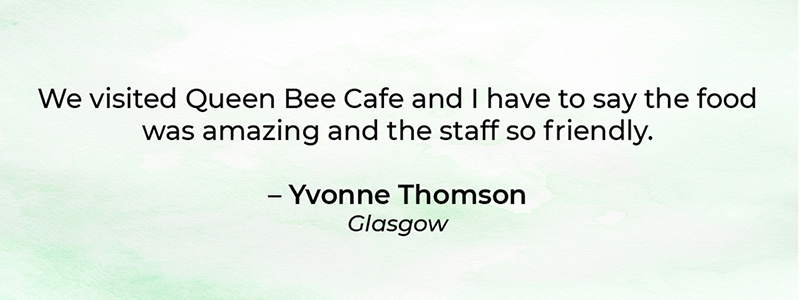 We visited Queen Bee Cafe and I have to say the food
was amazing and the staff so friendly.
– Yvonne Thomson
Glasgow